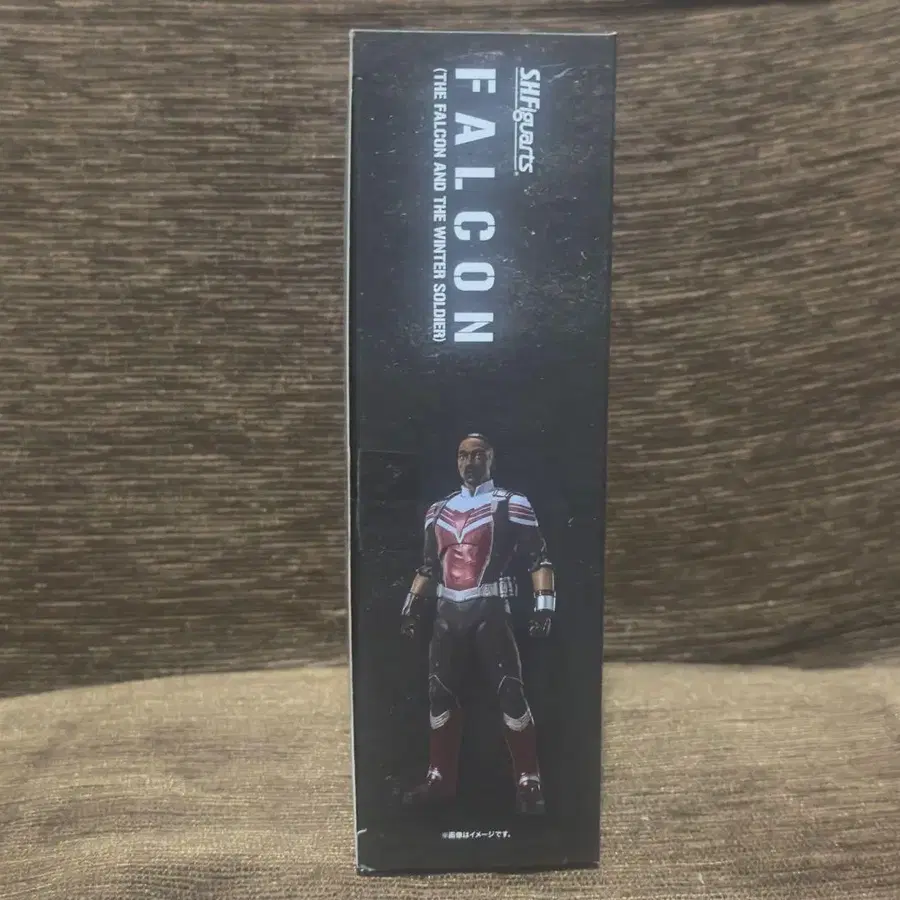 S.H.Figuarts
FALCON
(THE FALCON AND THE WINTER SOLDIER)
※画像はイメージです。